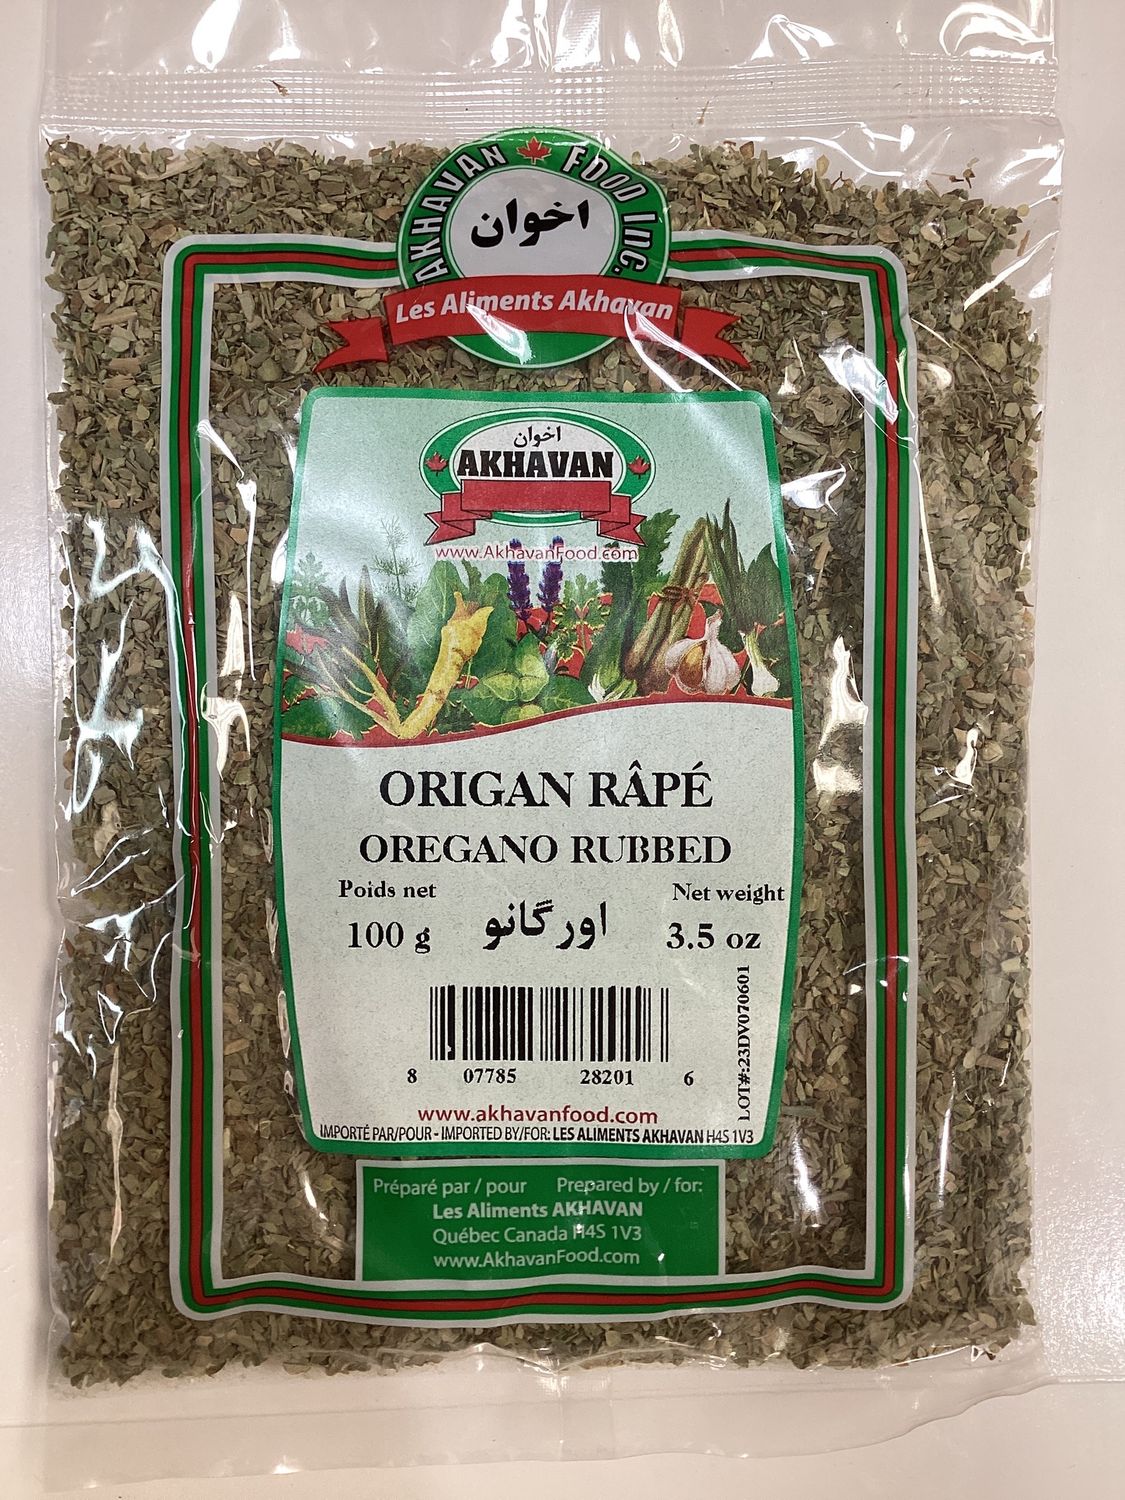 AKHAVAN FOOD INC.
اخوان
Les Aliments Akhavan
اخوان
AKHAVAN
www.AkhavanFood.com
ORIGAN RÂPÉ
OREGANO RUBBED
Poids net Net weight
100 g اورگانو 3.5 oz
LOT#:23DV070601
8 07785 28201 6
www.akhavanfood.com
IMPORTÉ PAR/POUR - IMPORTED BY/FOR: LES ALIMENTS AKHAVAN H4S 1V3
Préparé par / pour Prepared by / for:
Les Aliments AKHAVAN
Québec Canada H4S 1V3
www.AkhavanFood.com